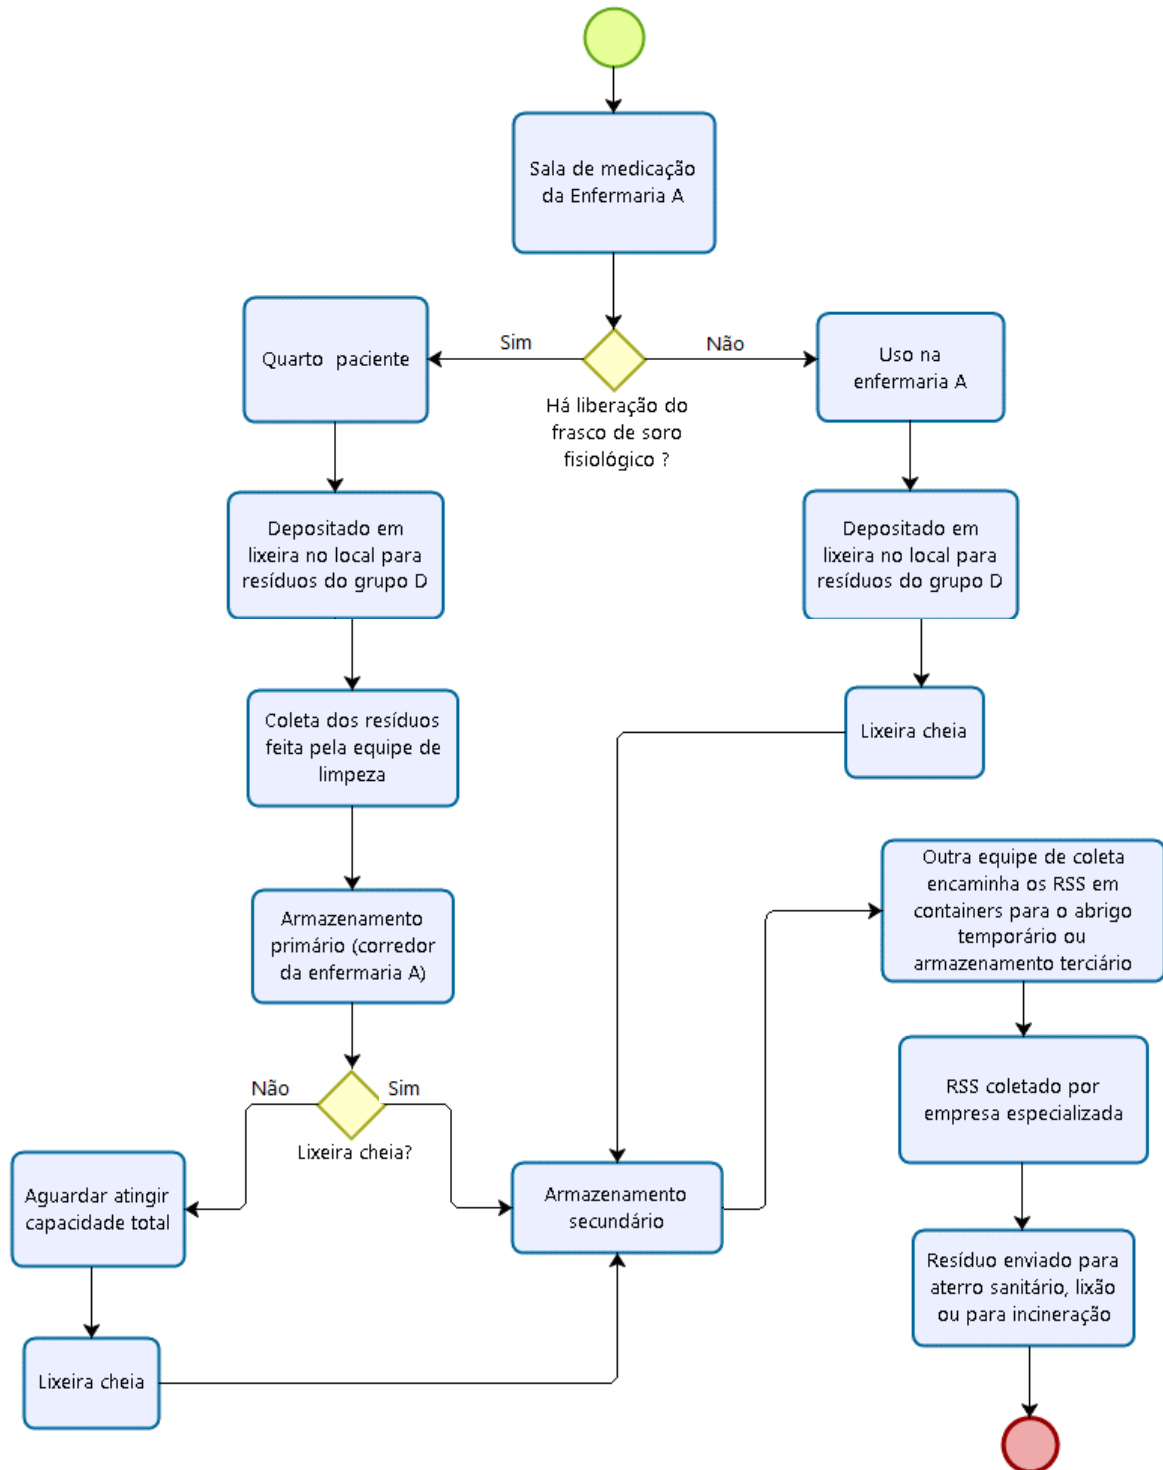 Sala de medicação
da Enfermaria A
Sim
Não
Há liberação do
frasco de soro
fisiológico ?
Quarto paciente
Uso na
enfermaria A
Depositado em
lixeira no local para
resíduos do grupo D
Depositado em
lixeira no local para
resíduos do grupo D
Coleta dos resíduos
feita pela equipe de
limpeza
Lixeira cheia
Armazenamento
primário (corredor
da enfermaria A)
Outra equipe de coleta
encaminha os RSS em
containers para o abrigo
temporário ou
armazenamento terciário
Não
Sim
Lixeira cheia?
RSS coletado por
empresa especializada
Aguardar atingir
capacidade total
Armazenamento
secundário
Resíduo enviado para
aterro sanitário, lixão
ou para incineração
Lixeira cheia